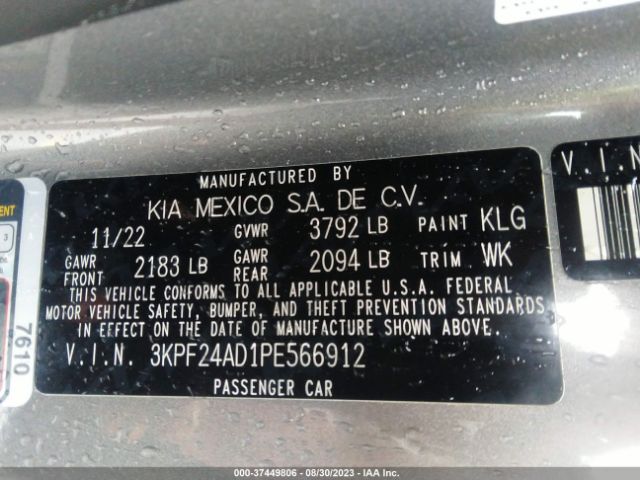 MANUFACTURED BY
KIA MEXICO S.A. DE C.V.
11/22 GVWR 3792 LB PAINT KLG
GAWR FRONT 2183 LB GAWR REAR 2094 LB TRIM WK
THIS VEHICLE CONFORMS TO ALL APPLICABLE U.S.A. FEDERAL
MOTOR VEHICLE SAFETY, BUMPER, AND THEFT PREVENTION STANDARDS
IN EFFECT ON THE DATE OF MANUFACTURE SHOWN ABOVE.
V.I.N. 3KPF24AD1PE566912
PASSENGER CAR
7610
3
V.I.N
000-37449806 - 08/30/2023 - IAA Inc.